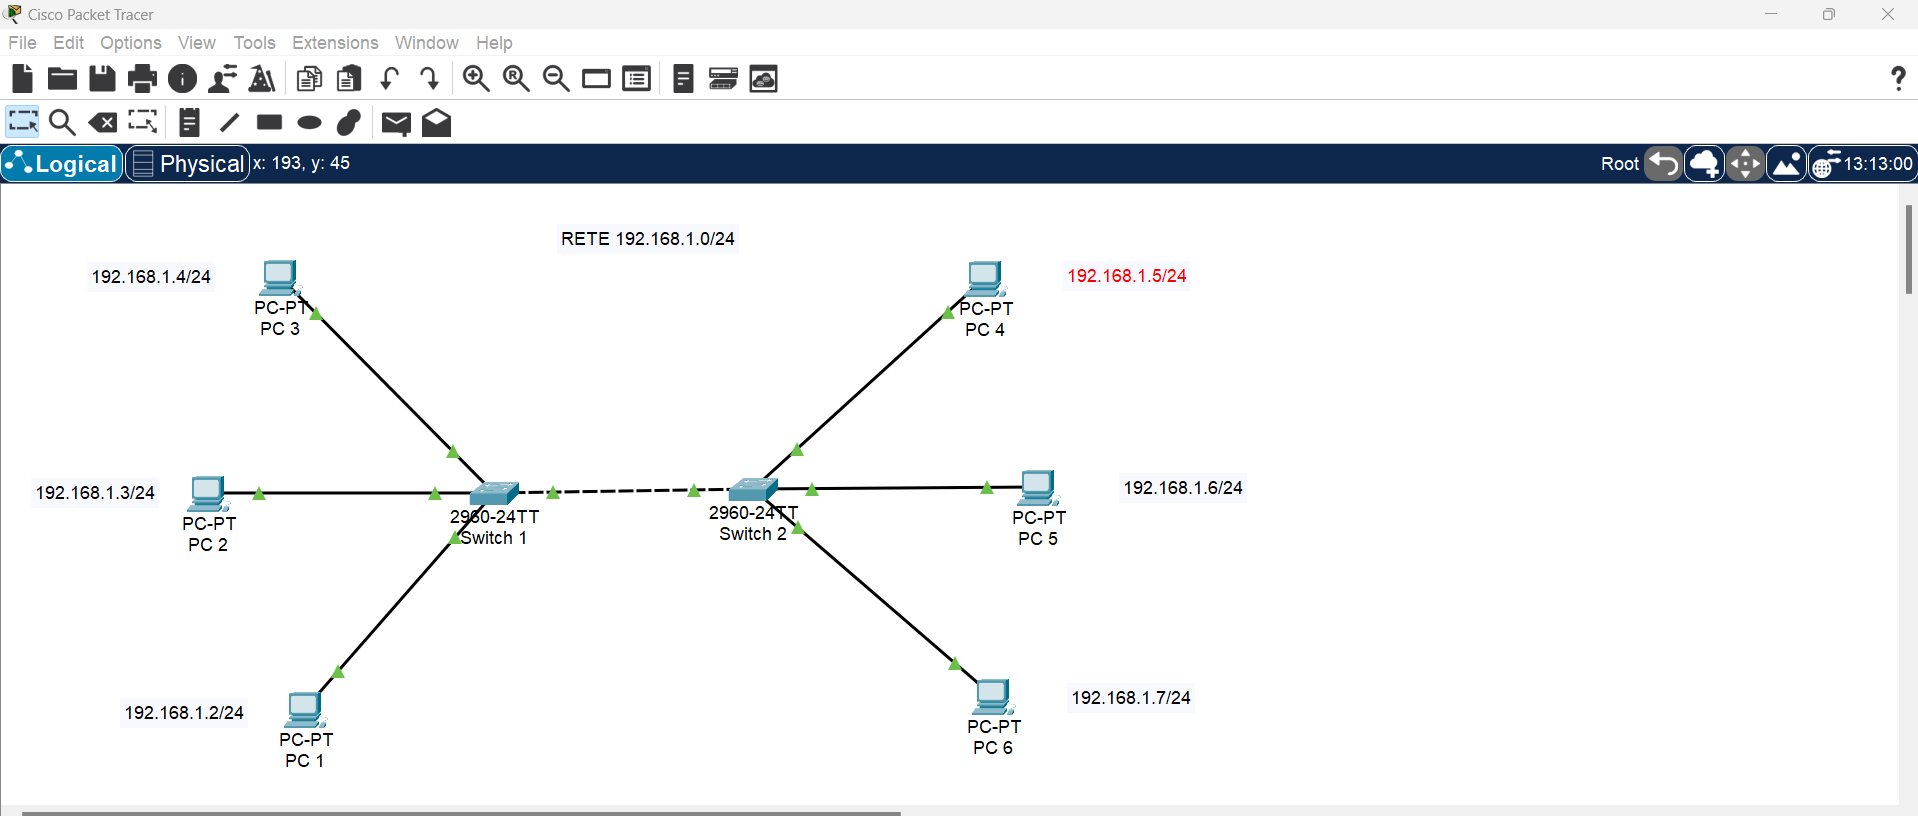 Cisco Packet Tracer
File Edit Options View Tools Extensions Window Help
Logical Physical x: 193, y: 45 Root 13:13:00
RETE 192.168.1.0/24
192.168.1.4/24
PC-PT
PC 3
192.168.1.5/24
PC-PT
PC 4
192.168.1.3/24
PC-PT
PC 2
2960-24TT
Switch 1
2960-24TT
Switch 2
192.168.1.6/24
PC-PT
PC 5
192.168.1.2/24
PC-PT
PC 1
192.168.1.7/24
PC-PT
PC 6